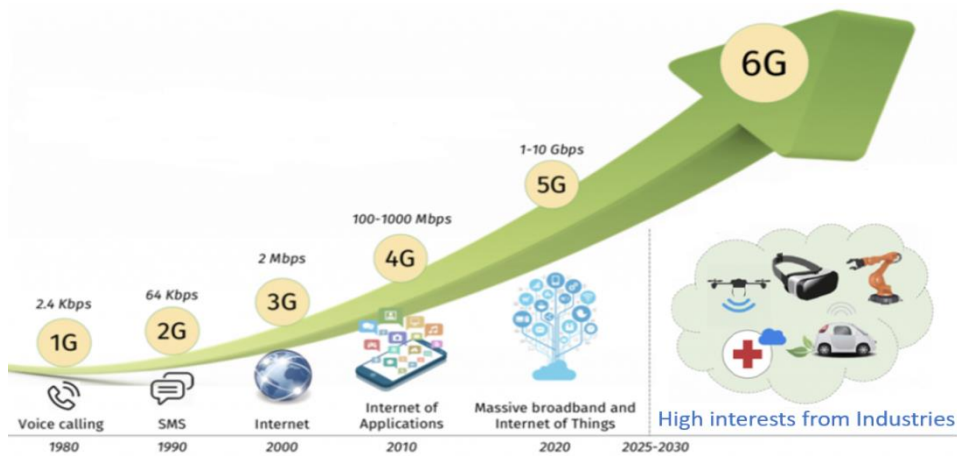 6G
1-10 Gbps
5G
100-1000 Mbps
4G
2 Mbps
3G
64 Kbps
2G
2.4 Kbps
1G
Voice calling
SMS
Internet
Internet of
Applications
Massive broadband and
Internet of Things
High interests from Industries
1980
1990
2000
2010
2020
2025-2030